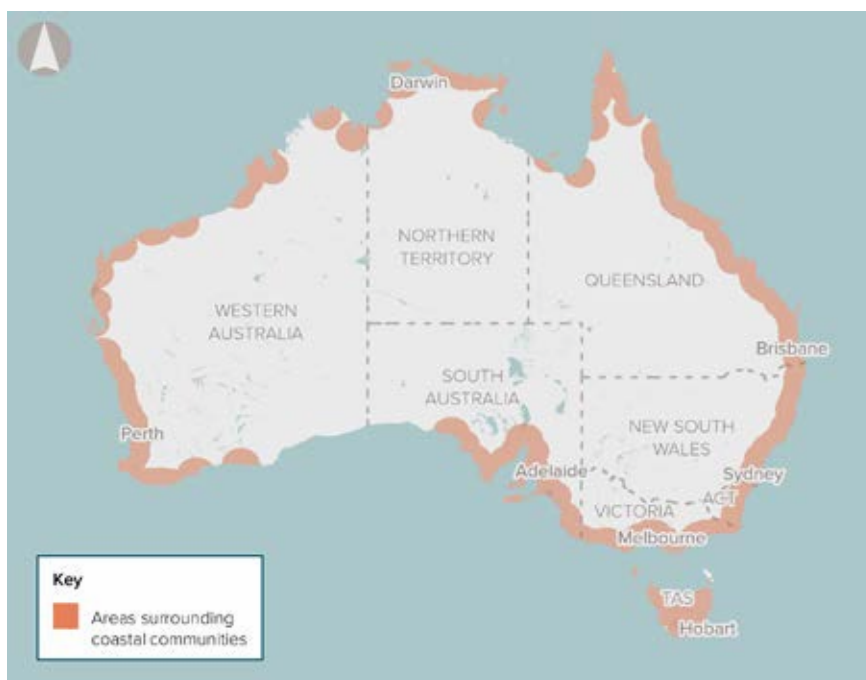 Darwin
NORTHERN
TERRITORY
QUEENSLAND
WESTERN
AUSTRALIA
Brisbane
SOUTH
AUSTRALIA
NEW SOUTH
WALES
Perth
Adelaide
Sydney
ACT
VICTORIA
Melbourne
Key
Areas surrounding
coastal communities
TAS
Hobart